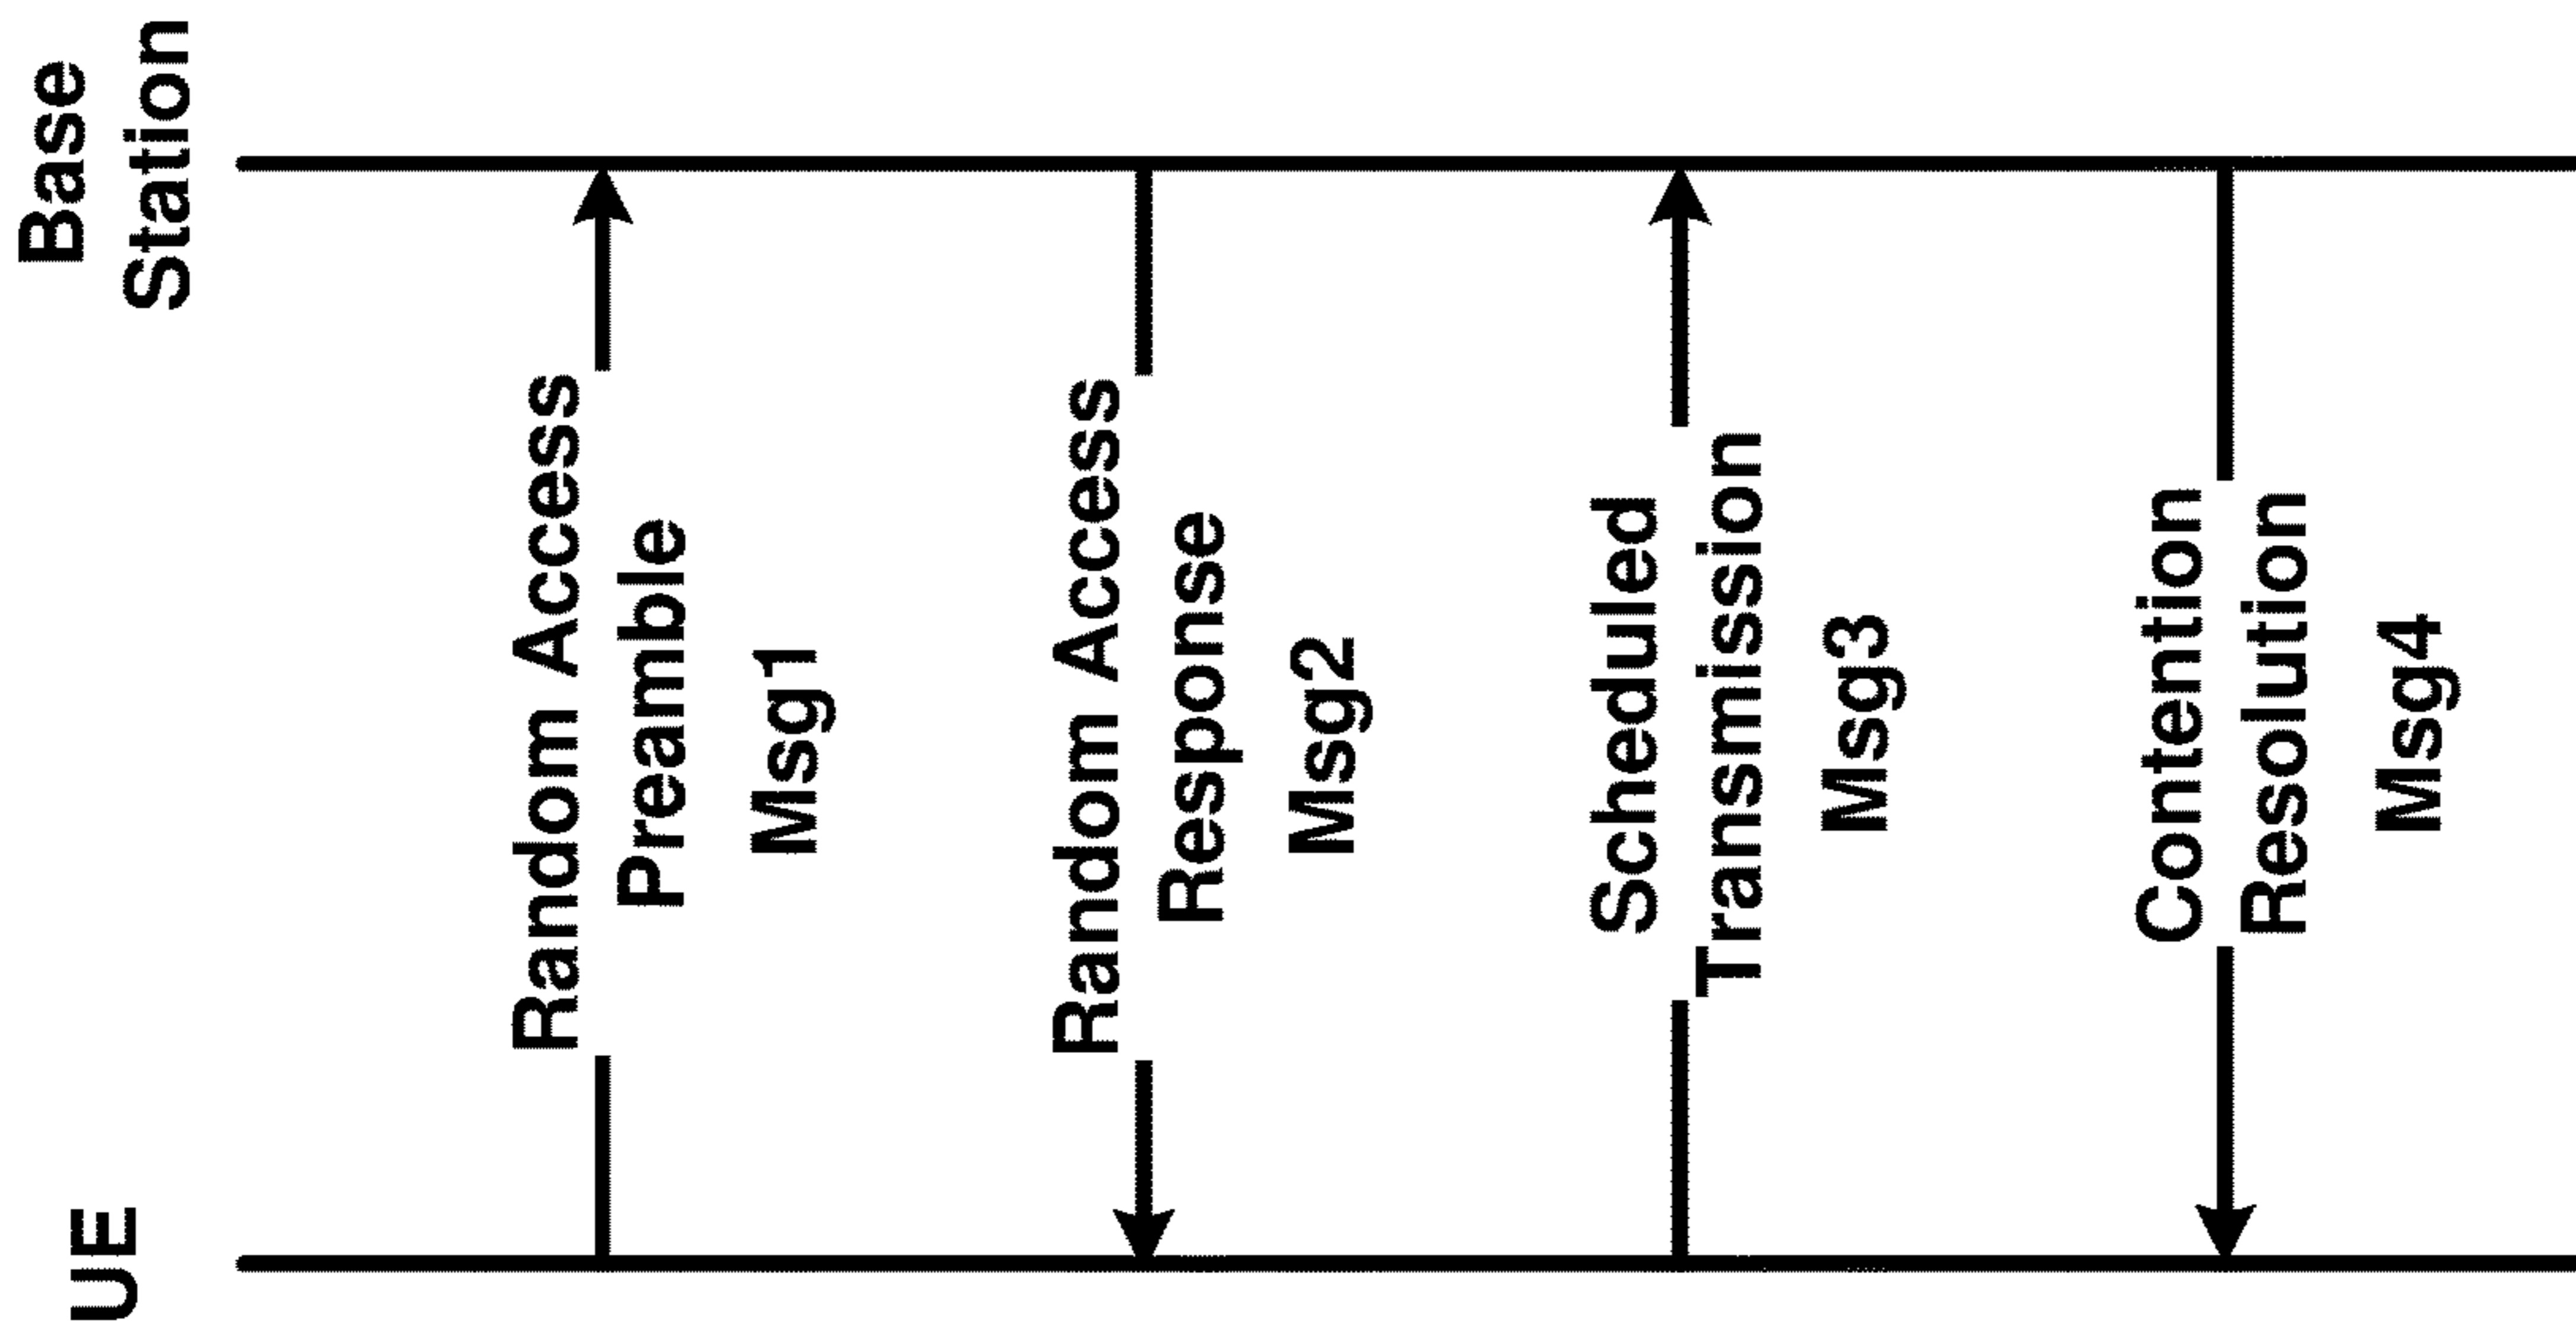 UE
Base
Station
Random Access
Preamble
Msg1
Random Access
Response
Msg2
Scheduled
Transmission
Msg3
Contention
Resolution
Msg4